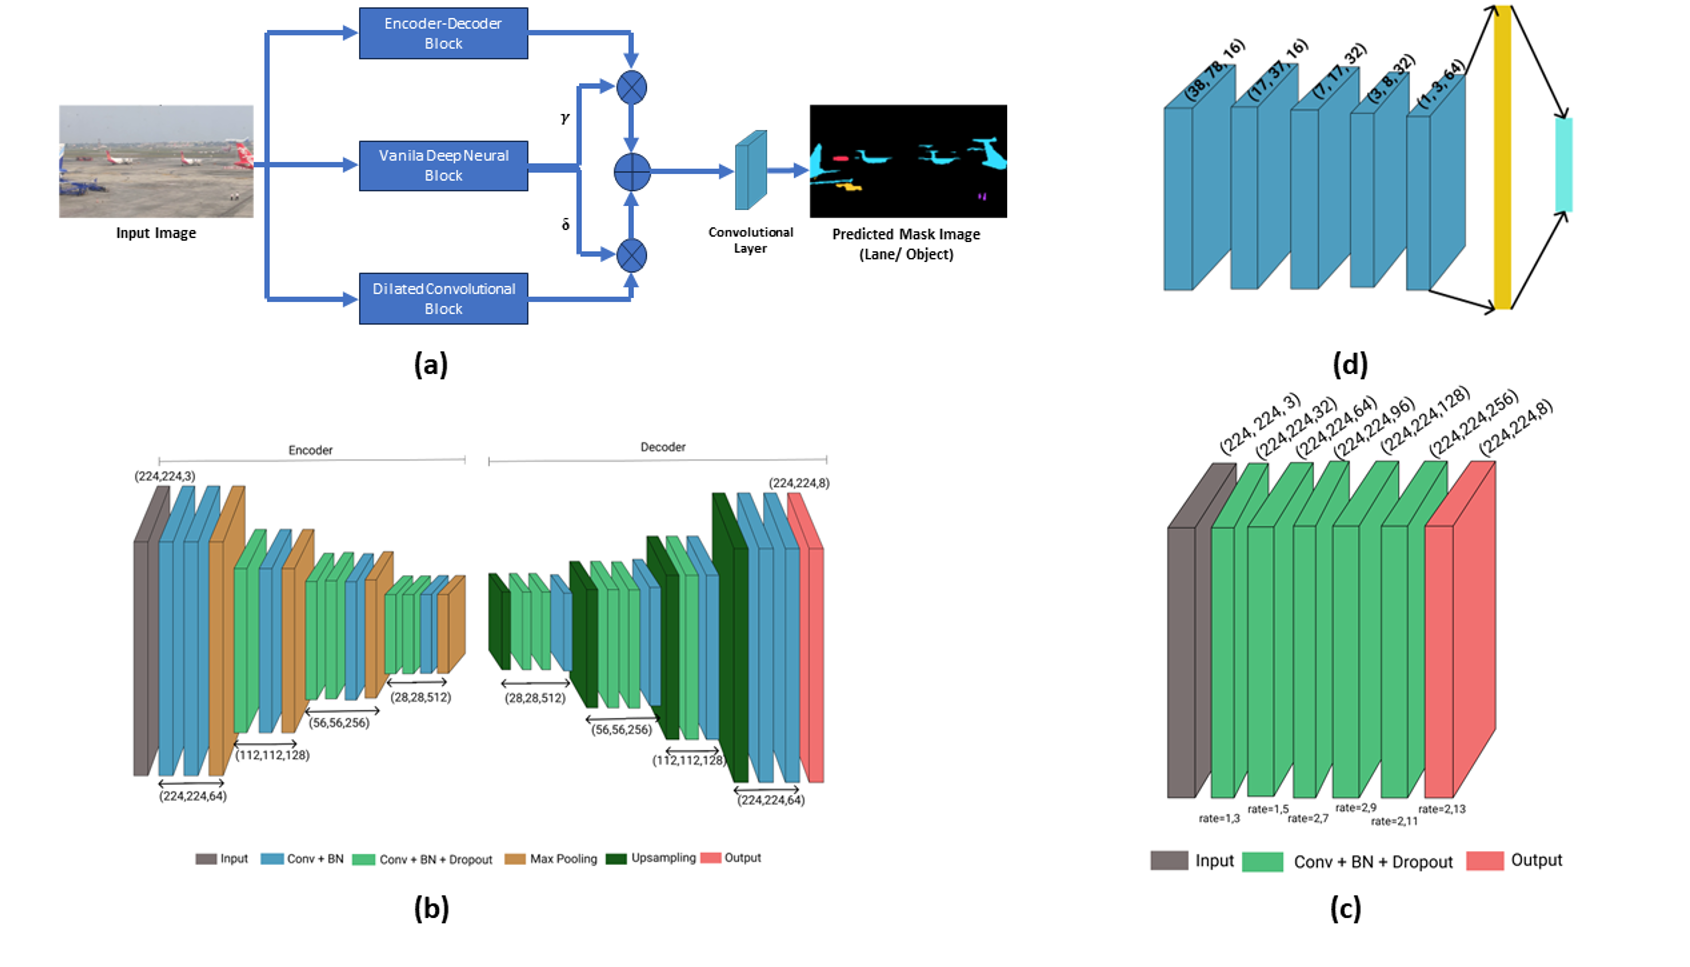 Encoder-Decoder
Block
γ
Vanila Deep Neural
Block
δ
Dilated Convolutional
Block
Input Image
Convolutional
Layer
Predicted Mask Image
(Lane/ Object)
(a)
(38, 78, 16)
(17, 37, 16)
(7, 17, 32)
(3, 8, 32)
(1, 3, 64)
(d)
Encoder
Decoder
(224,224,3)
(224,224,8)
(28,28,512)
(56,56,256)
(112,112,128)
(224,224,64)
(28,28,512)
(56,56,256)
(112,112,128)
(224,224,64)
Input
Conv + BN
Conv + BN + Dropout
Max Pooling
Upsampling
Output
(b)
(224, 224, 3)
(224,224,32)
(224,224,64)
(224,224,96)
(224,224,128)
(224,224,256)
(224,224,8)
rate=1,3
rate=1,5
rate=2,7
rate=2,9
rate=2,11
rate=2,13
Input
Conv + BN + Dropout
Output
(c)